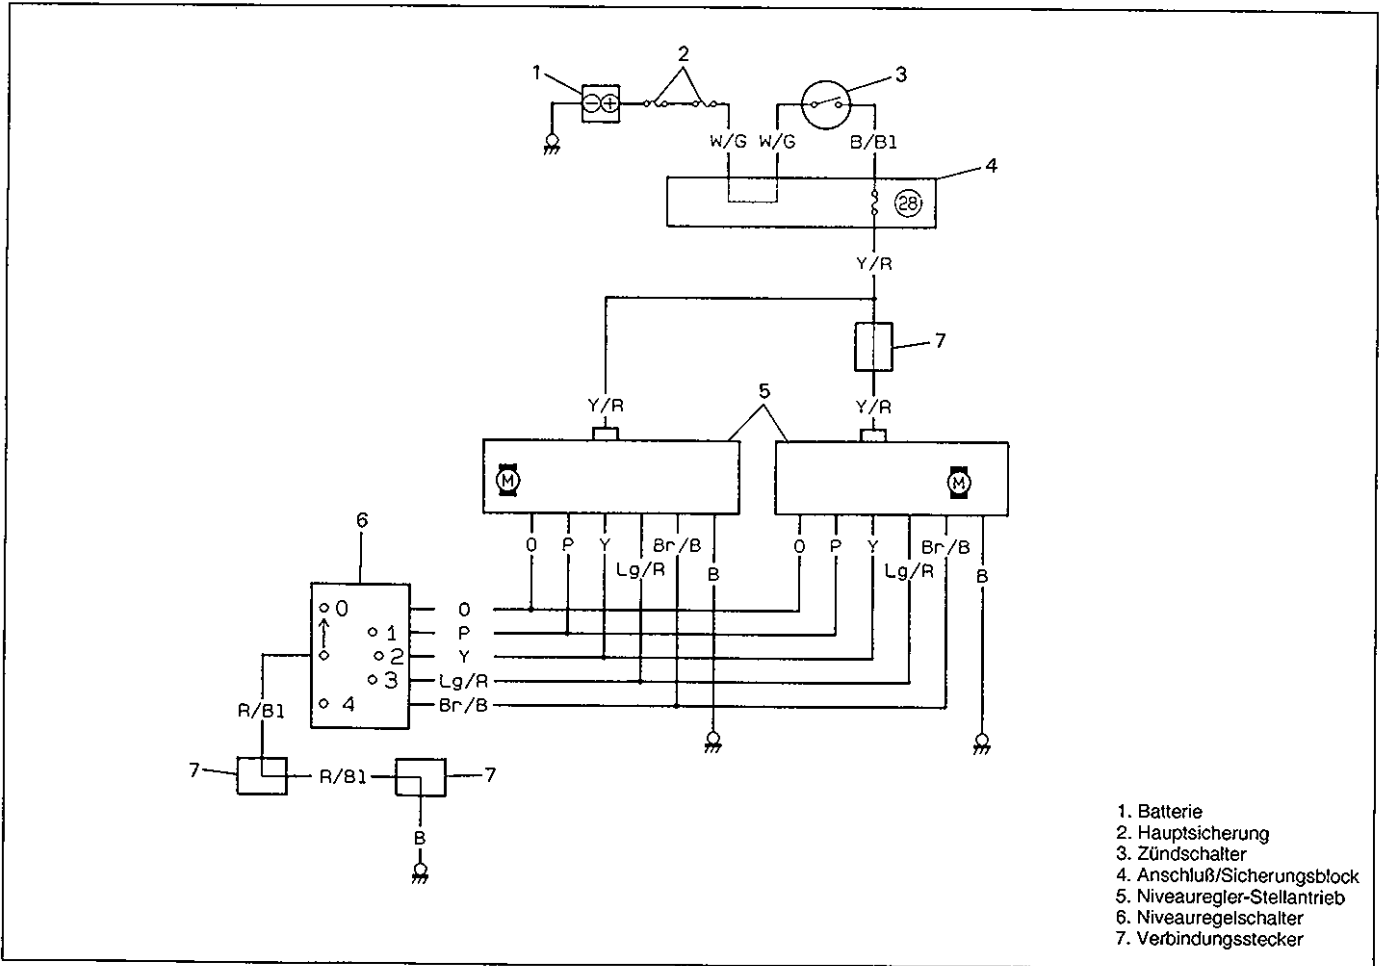 2
1
3
W/G W/G B/Bl
4
28
Y/R
7
5
Y/R Y/R
M M
6
O P Y Br/B O P Y Br/B
Lg/R B Lg/R B
0 O
1 P
2 Y
3 Lg/R
4 Br/B
R/Bl
7 R/Bl 7
B
1. Batterie
2. Hauptsicherung
3. Zündschalter
4. Anschluß/Sicherungsblock
5. Niveauregler-Stellantrieb
6. Niveauregelschalter
7. Verbindungsstecker